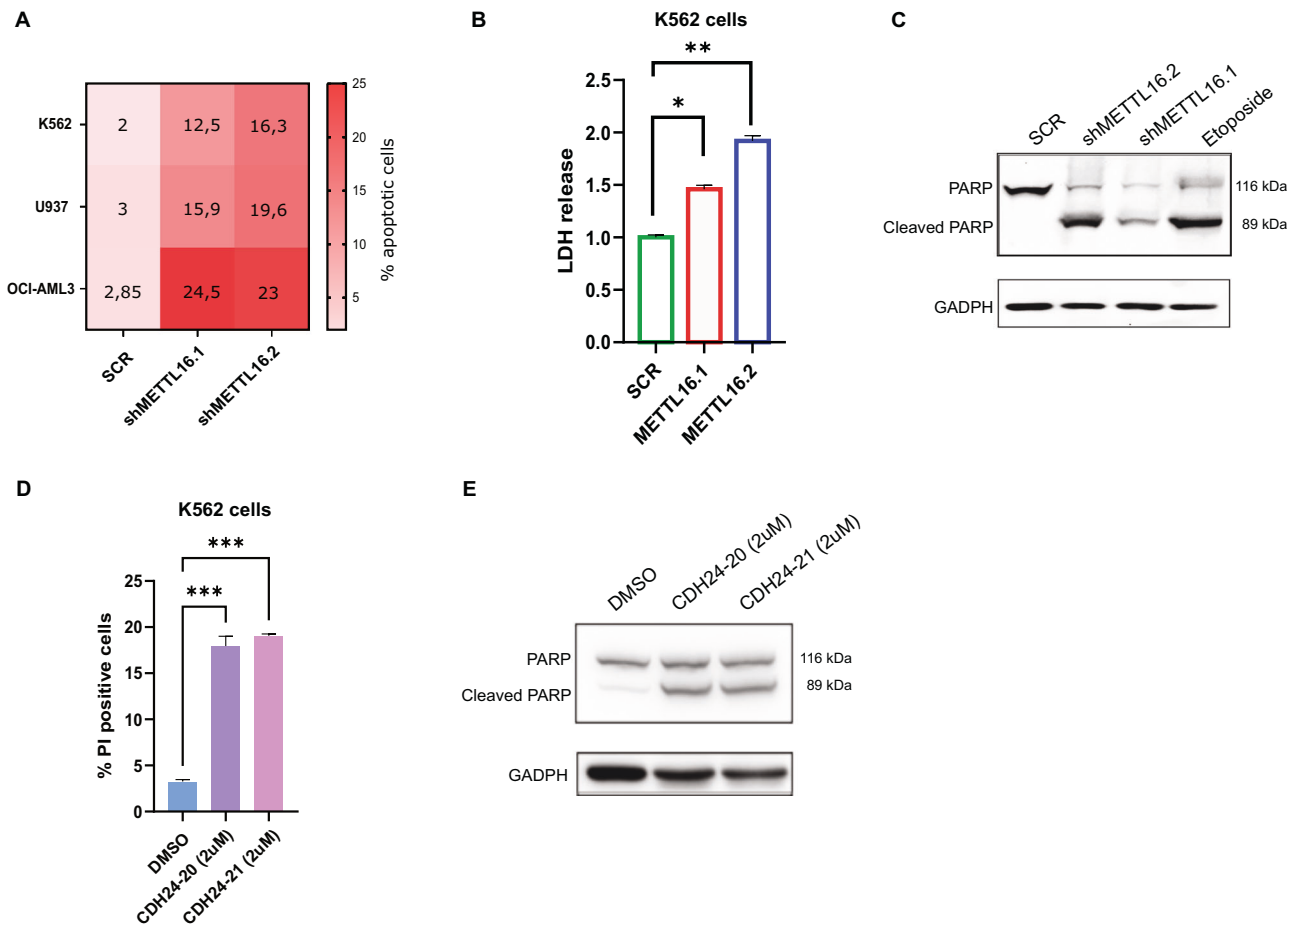 A
K562
U937
OCI-AML3
2
12,5
16,3
3
15,9
19,6
2,85
24,5
23
SCR
shMETTL16.1
shMETTL16.2
25
20
15
10
5
% apoptotic cells
B
K562 cells
**
*
2.5
2.0
1.5
1.0
0.5
0.0
LDH release
SCR
METTL16.1
METTL16.2
C
SCR
shMETTL16.2
shMETTL16.1
Etoposide
PARP
116 kDa
Cleaved PARP
89 kDa
GADPH
D
K562 cells
***
***
25
20
15
10
5
0
% PI positive cells
DMSO
CDH24-20 (2uM)
CDH24-21 (2uM)
E
DMSO
CDH24-20 (2uM)
CDH24-21 (2uM)
PARP
116 kDa
Cleaved PARP
89 kDa
GADPH